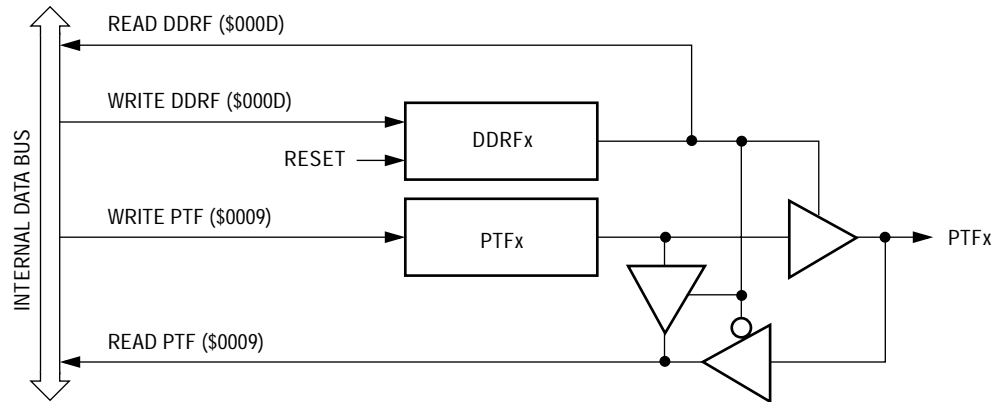 READ DDRF ($000D)
WRITE DDRF ($000D)
DDRFx
RESET
INTERNAL DATA BUS
WRITE PTF ($0009)
PTFx
PTFx
READ PTF ($0009)